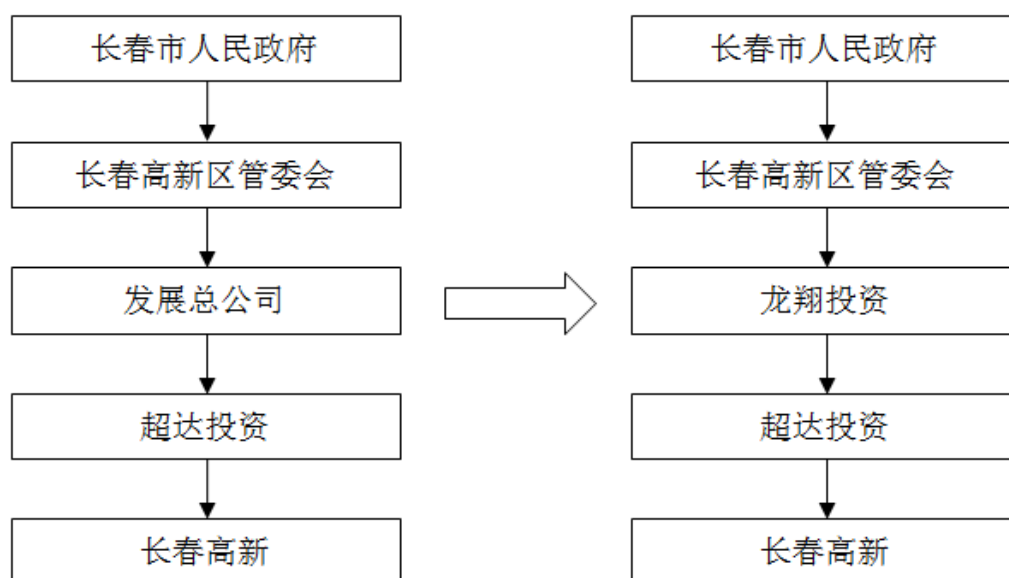 长春市人民政府
长春高新区管委会
发展总公司
超达投资
长春高新
长春市人民政府
长春高新区管委会
龙翔投资
超达投资
长春高新